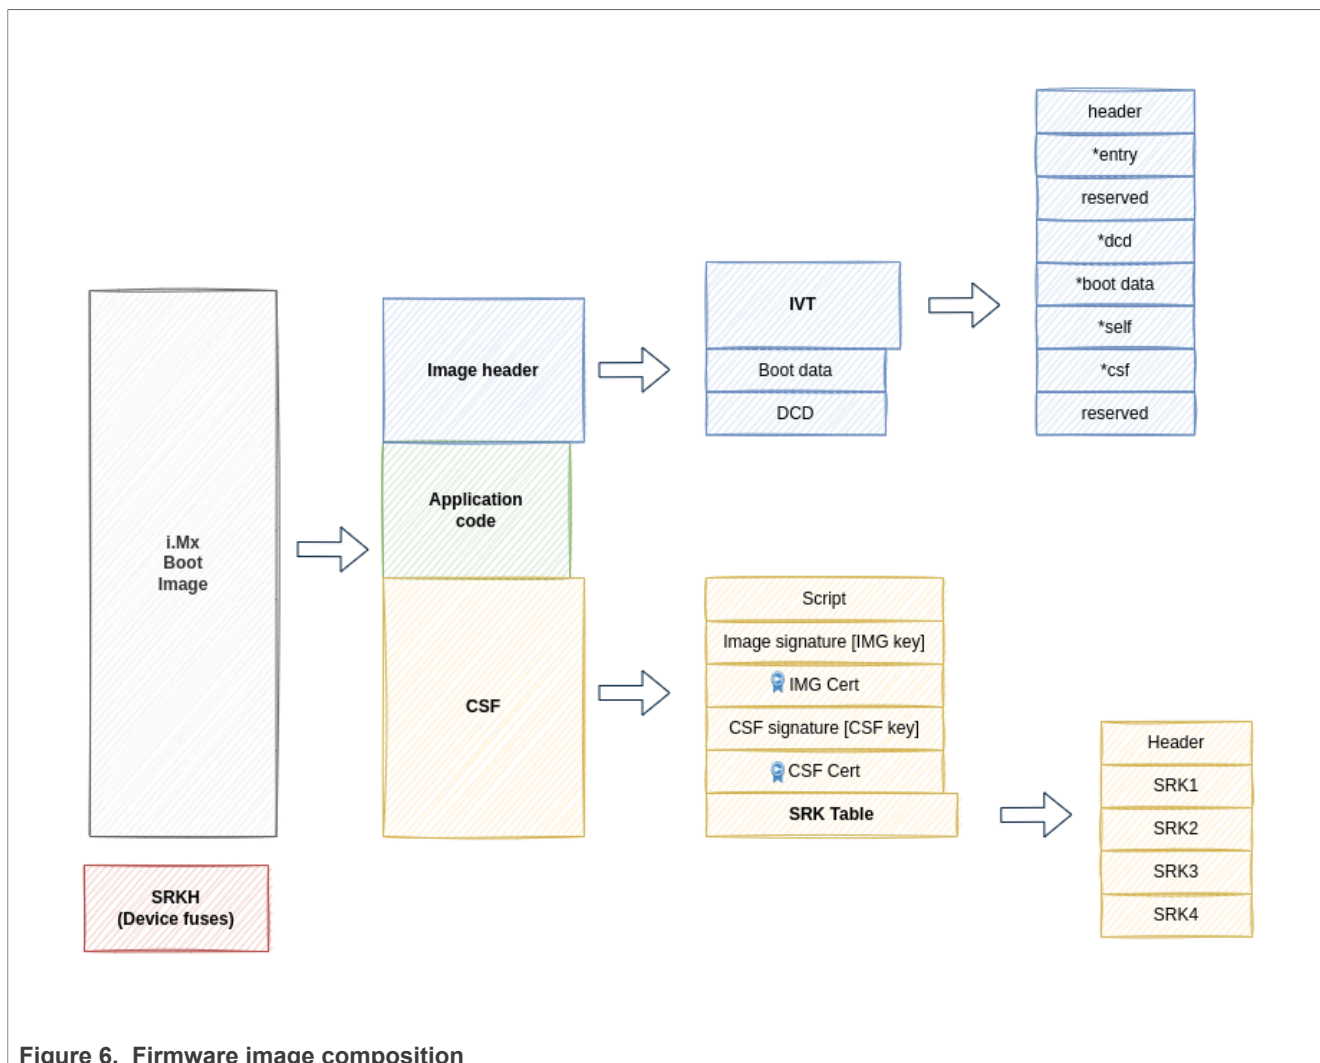 i.Mx
Boot
Image
SRKH
(Device fuses)
Image header
Application
code
CSF
IVT
Boot data
DCD
header
*entry
reserved
*dcd
*boot data
*self
*csf
reserved
Script
Image signature [IMG key]
IMG Cert
CSF signature [CSF key]
CSF Cert
SRK Table
Header
SRK1
SRK2
SRK3
SRK4
Figure 6. Firmware image composition